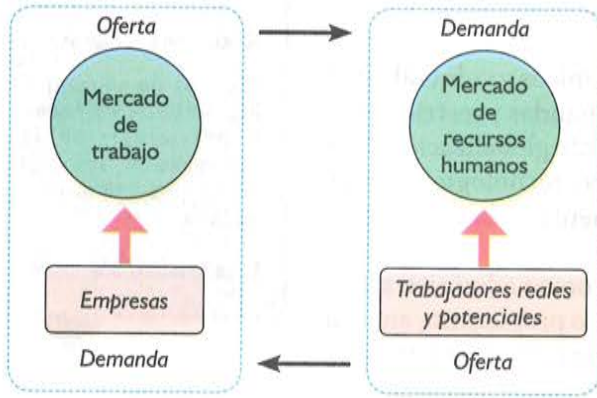 Oferta
Mercado
de
trabajo
Empresas
Demanda
Demanda
Mercado
de
recursos
humanos
Trabajadores reales
y potenciales
Oferta